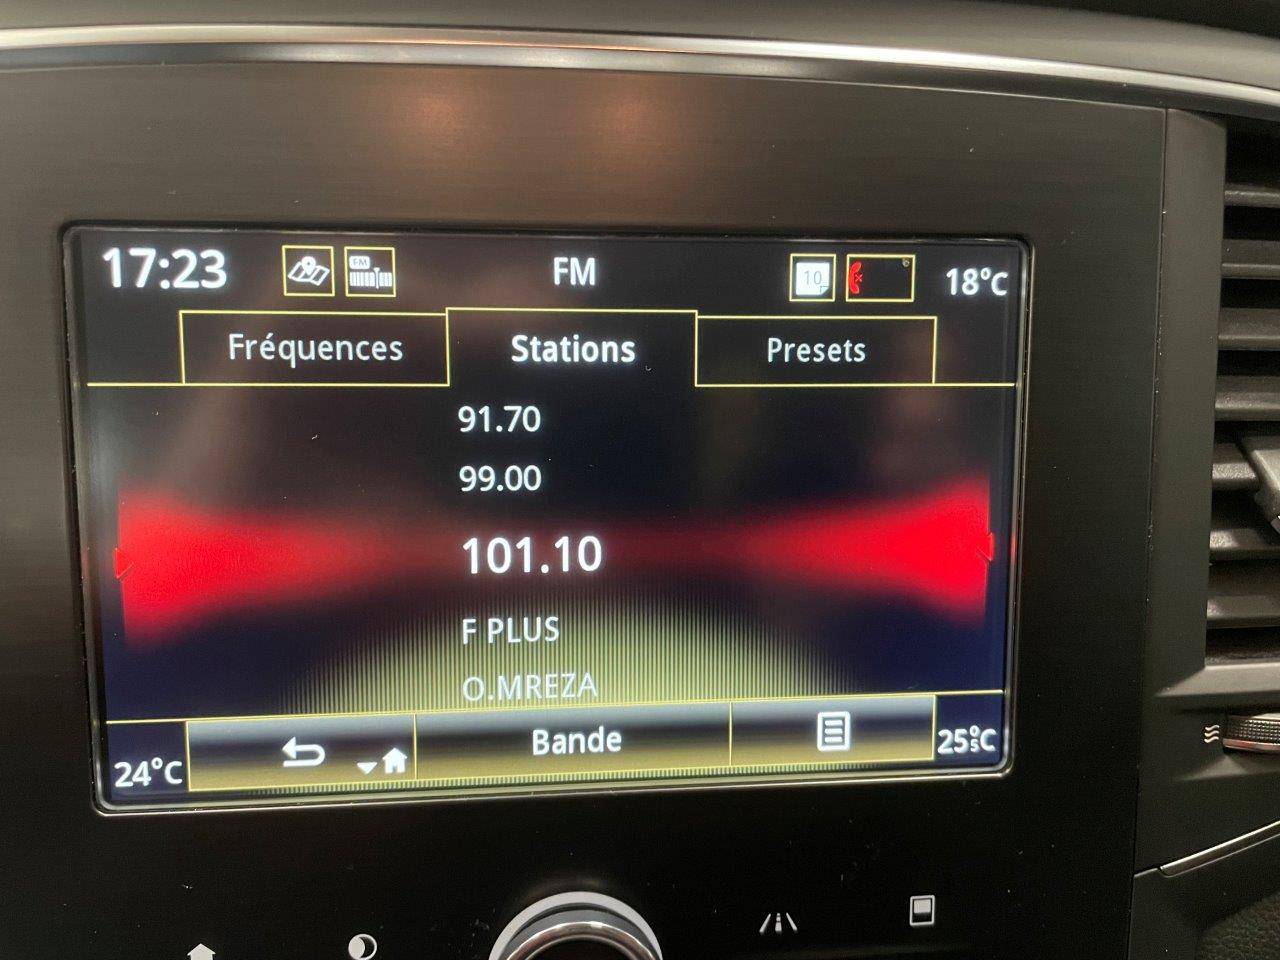 17:23 FM FM 10 18°C
Fréquences Stations Presets
91.70
99.00
101.10
F PLUS
O.MREZA
24°C Bande 25°C